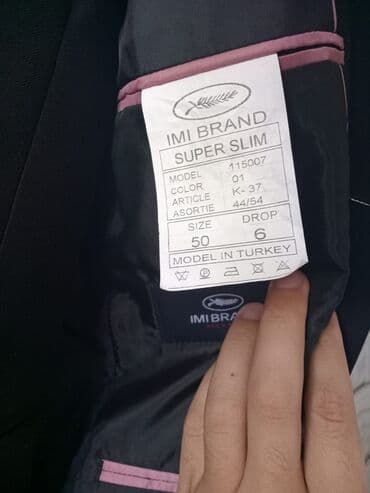 IMI BRAND
SUPER SLIM
MODEL 115007
COLOR 01
ARTICLE K- 37
ASORTIE 44/54
SIZE DROP
50 6
MODEL IN TURKEY
IMI BRAND